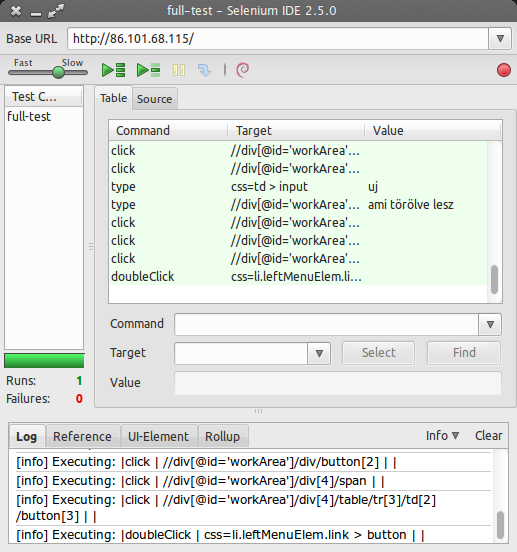 full-test - Selenium IDE 2.5.0
Base URL http://86.101.68.115/
Fast Slow
Test C...
full-test
Table Source
Command Target Value
click //div[@id='workArea'...
click //div[@id='workArea'...
type css=td > input uj
type //div[@id='workArea'... ami törölve lesz
click //div[@id='workArea'...
click //div[@id='workArea'...
click //div[@id='workArea'...
doubleClick css=li.leftMenuElem.li...
Command
Target Select Find
Value
Runs: 1
Failures: 0
Log Reference UI-Element Rollup Info Clear
[info] Executing: |click | //div[@id='workArea']/div/button[2] | |
[info] Executing: |click | //div[@id='workArea']/div[4]/span | |
[info] Executing: |click | //div[@id='workArea']/div[4]/table/tr[3]/td[2]
/button[3] | |
[info] Executing: |doubleClick | css=li.leftMenuElem.link > button | |